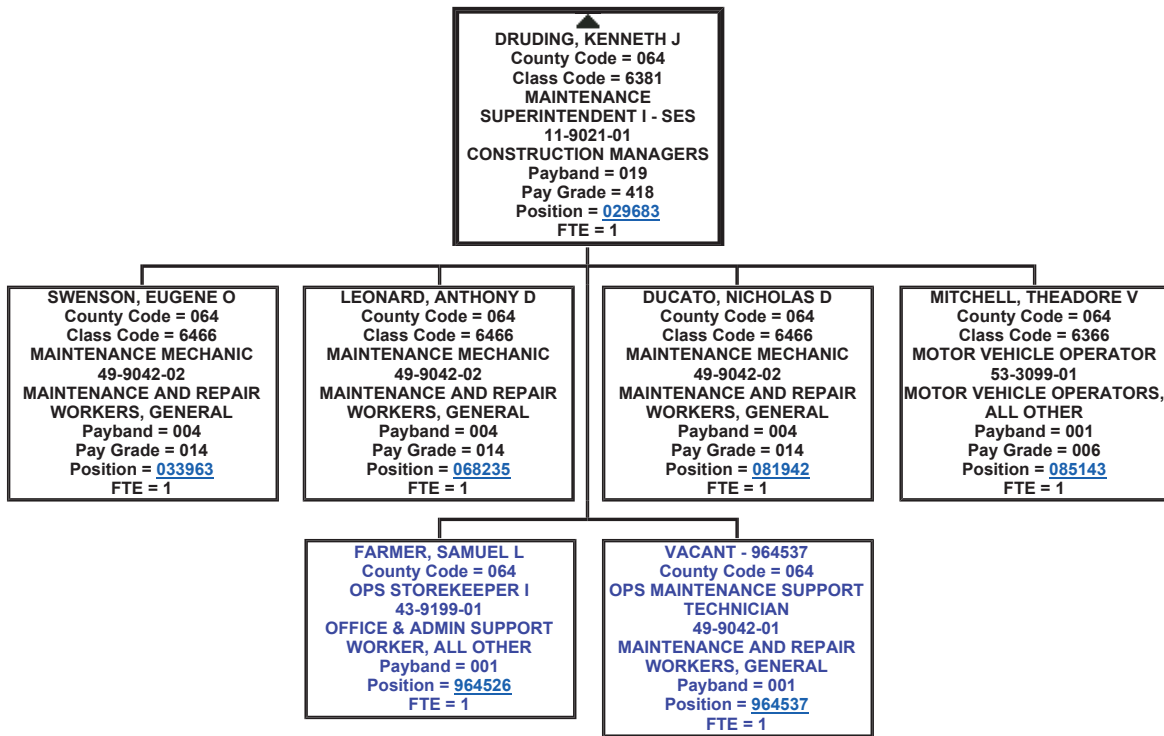 DRUDING, KENNETH J
County Code = 064
Class Code = 6381
MAINTENANCE
SUPERINTENDENT I - SES
11-9021-01
CONSTRUCTION MANAGERS
Payband = 019
Pay Grade = 418
Position = 029683
FTE = 1
SWENSON, EUGENE O
County Code = 064
Class Code = 6466
MAINTENANCE MECHANIC
49-9042-02
MAINTENANCE AND REPAIR
WORKERS, GENERAL
Payband = 004
Pay Grade = 014
Position = 033963
FTE = 1
LEONARD, ANTHONY D
County Code = 064
Class Code = 6466
MAINTENANCE MECHANIC
49-9042-02
MAINTENANCE AND REPAIR
WORKERS, GENERAL
Payband = 004
Pay Grade = 014
Position = 068235
FTE = 1
DUCATO, NICHOLAS D
County Code = 064
Class Code = 6466
MAINTENANCE MECHANIC
49-9042-02
MAINTENANCE AND REPAIR
WORKERS, GENERAL
Payband = 004
Pay Grade = 014
Position = 081942
FTE = 1
MITCHELL, THEADORE V
County Code = 064
Class Code = 6366
MOTOR VEHICLE OPERATOR
53-3099-01
MOTOR VEHICLE OPERATORS,
ALL OTHER
Payband = 001
Pay Grade = 006
Position = 085143
FTE = 1
FARMER, SAMUEL L
County Code = 064
OPS STOREKEEPER I
43-9199-01
OFFICE & ADMIN SUPPORT
WORKER, ALL OTHER
Payband = 001
Position = 964526
FTE = 1
VACANT - 964537
County Code = 064
OPS MAINTENANCE SUPPORT
TECHNICIAN
49-9042-01
MAINTENANCE AND REPAIR
WORKERS, GENERAL
Payband = 001
Position = 964537
FTE = 1